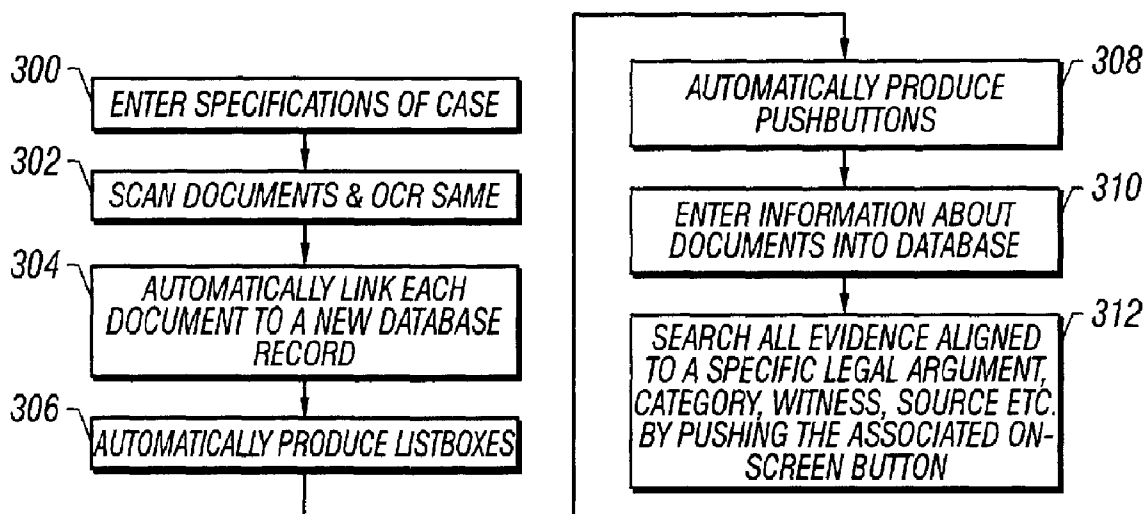 300
ENTER SPECIFICATIONS OF CASE
302
SCAN DOCUMENTS & OCR SAME
304
AUTOMATICALLY LINK EACH
DOCUMENT TO A NEW DATABASE
RECORD
306
AUTOMATICALLY PRODUCE LISTBOXES
308
AUTOMATICALLY PRODUCE
PUSHBUTTONS
310
ENTER INFORMATION ABOUT
DOCUMENTS INTO DATABASE
312
SEARCH ALL EVIDENCE ALIGNED
TO A SPECIFIC LEGAL ARGUMENT,
CATEGORY, WITNESS, SOURCE ETC.
BY PUSHING THE ASSOCIATED ON-
SCREEN BUTTON